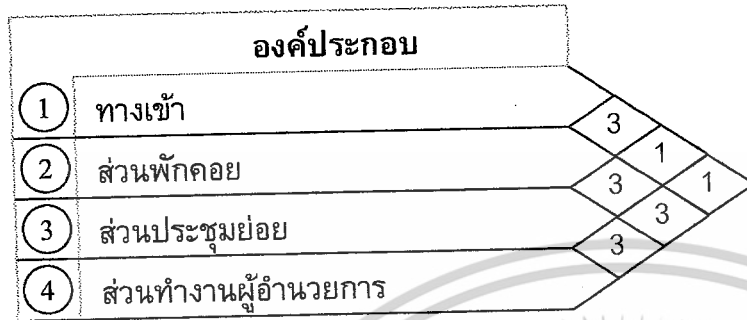 องค์ประกอบ
1 ทางเข้า
3
1
2 ส่วนพักคอย
3
1
3
3 ส่วนประชุมย่อย
3
4 ส่วนทำงานผู้อำนวยการ